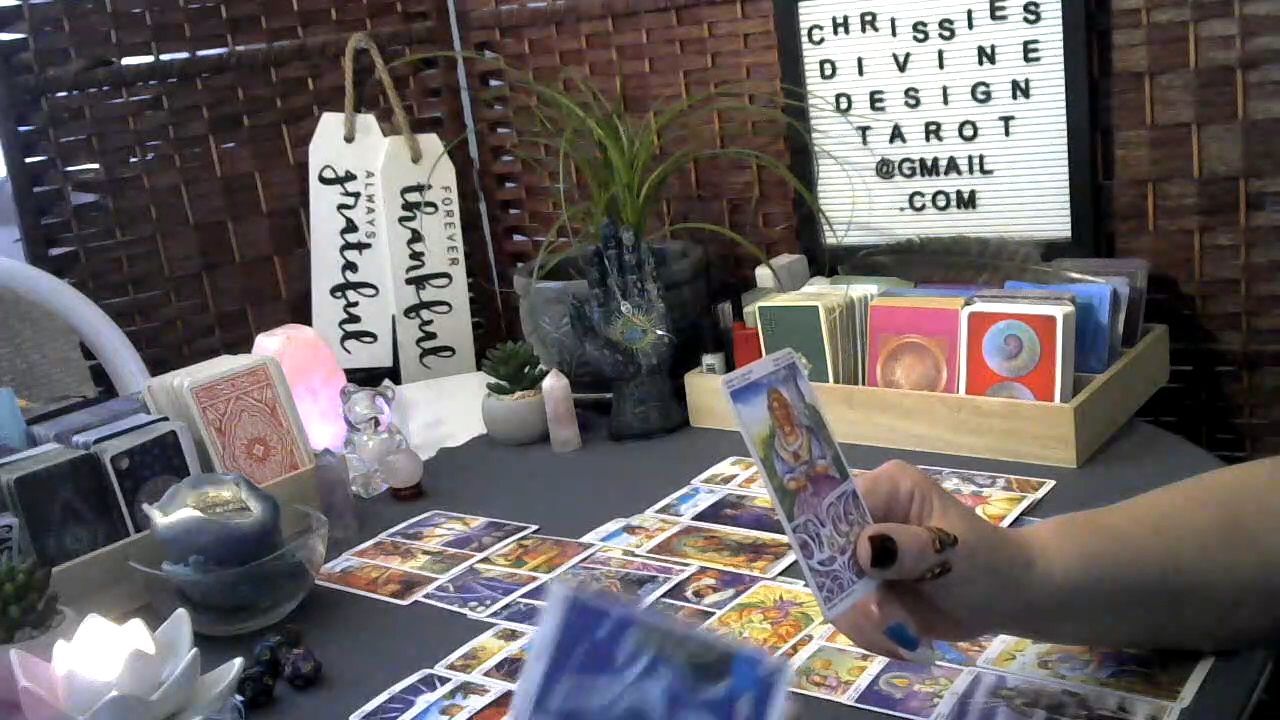 ALWAYS
grateful
FOREVER
thankful
CHRISSIES
DIVINE
DESIGN
TAROT
@GMAIL
.COM